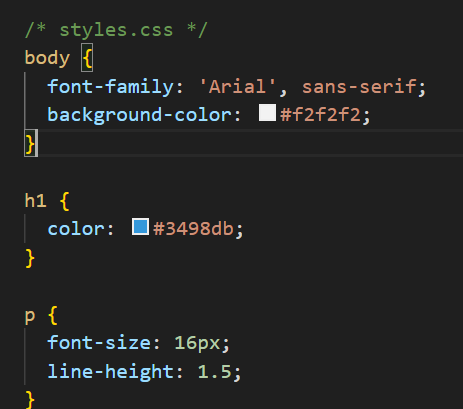 /* styles.css */
body {
  font-family: 'Arial', sans-serif;
  background-color: #f2f2f2;
}

h1 {
  color: #3498db;
}

p {
  font-size: 16px;
  line-height: 1.5;
}